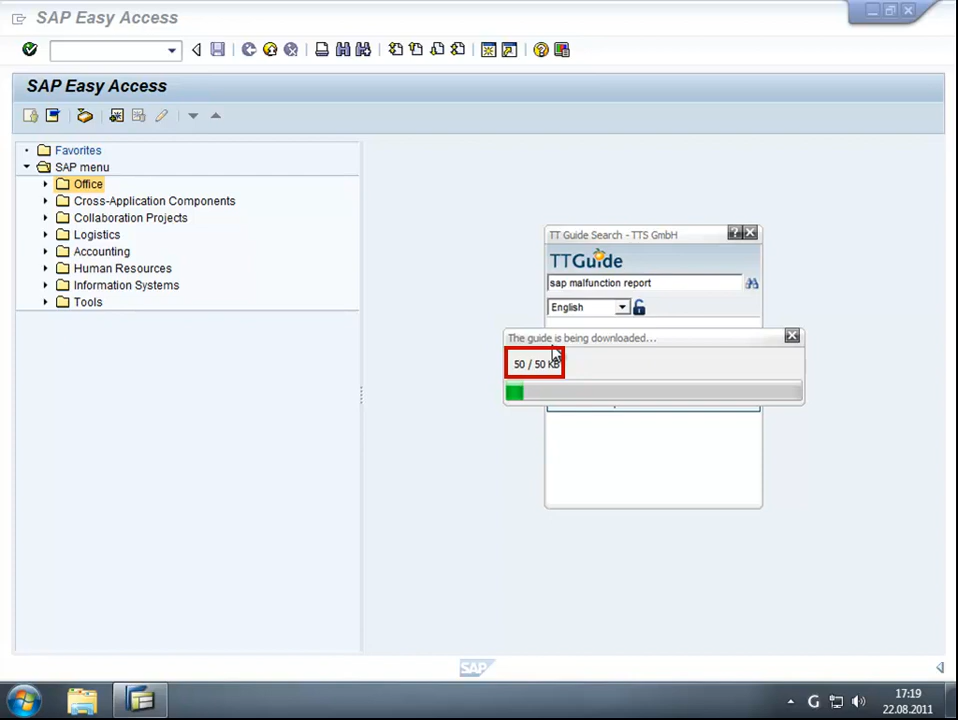 SAP Easy Access
SAP Easy Access
Favorites
SAP menu
Office
Cross-Application Components
Collaboration Projects
Logistics
Accounting
Human Resources
Information Systems
Tools
TT Guide Search - TTS GmbH
TTGuide
sap malfunction report
English
The guide is being downloaded...
50 / 50 KB
SAP
G
17:19
22.08.2011